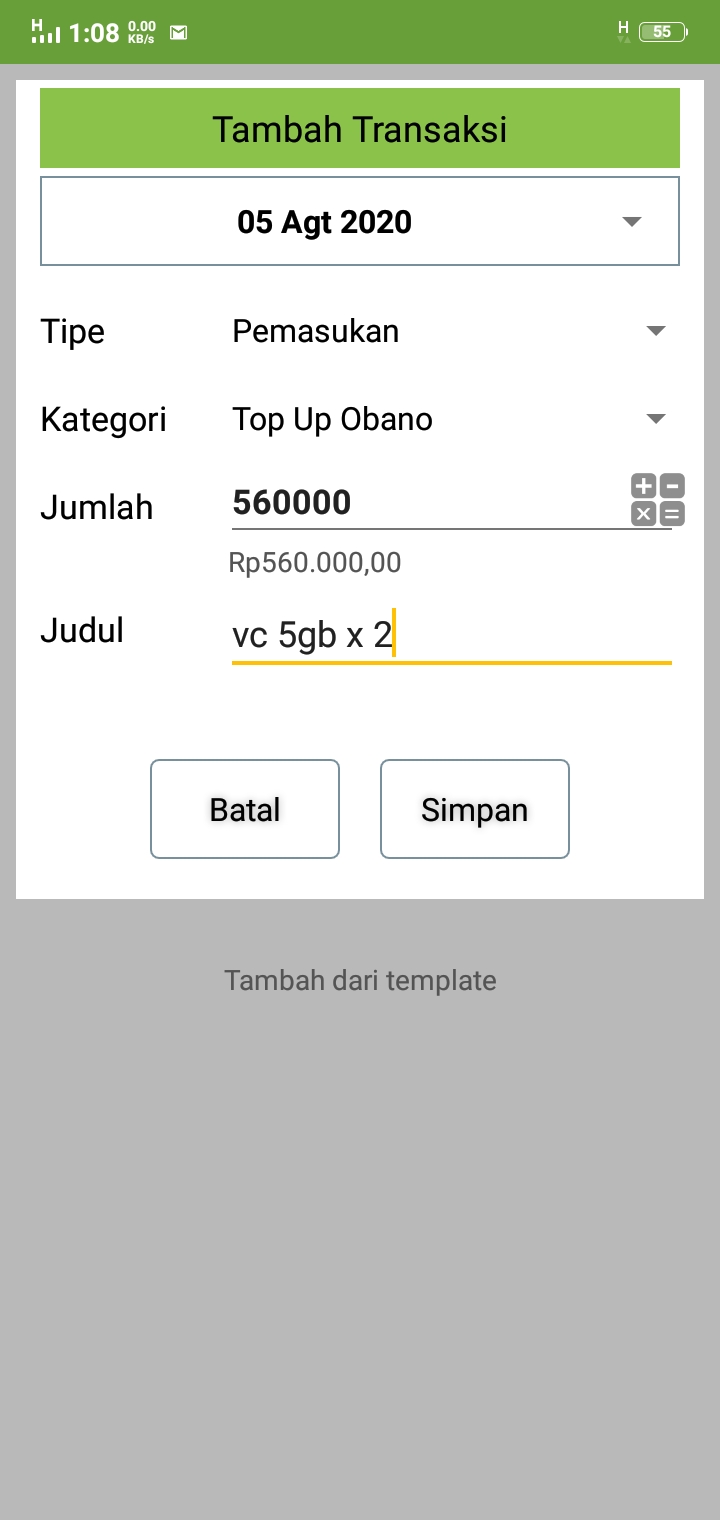 H 1:08 0.00 KB/s H 55
Tambah Transaksi
05 Agt 2020
Tipe Pemasukan
Kategori Top Up Obano
Jumlah 560000
Rp560.000,00
Judul vc 5gb x 2
Batal Simpan
Tambah dari template